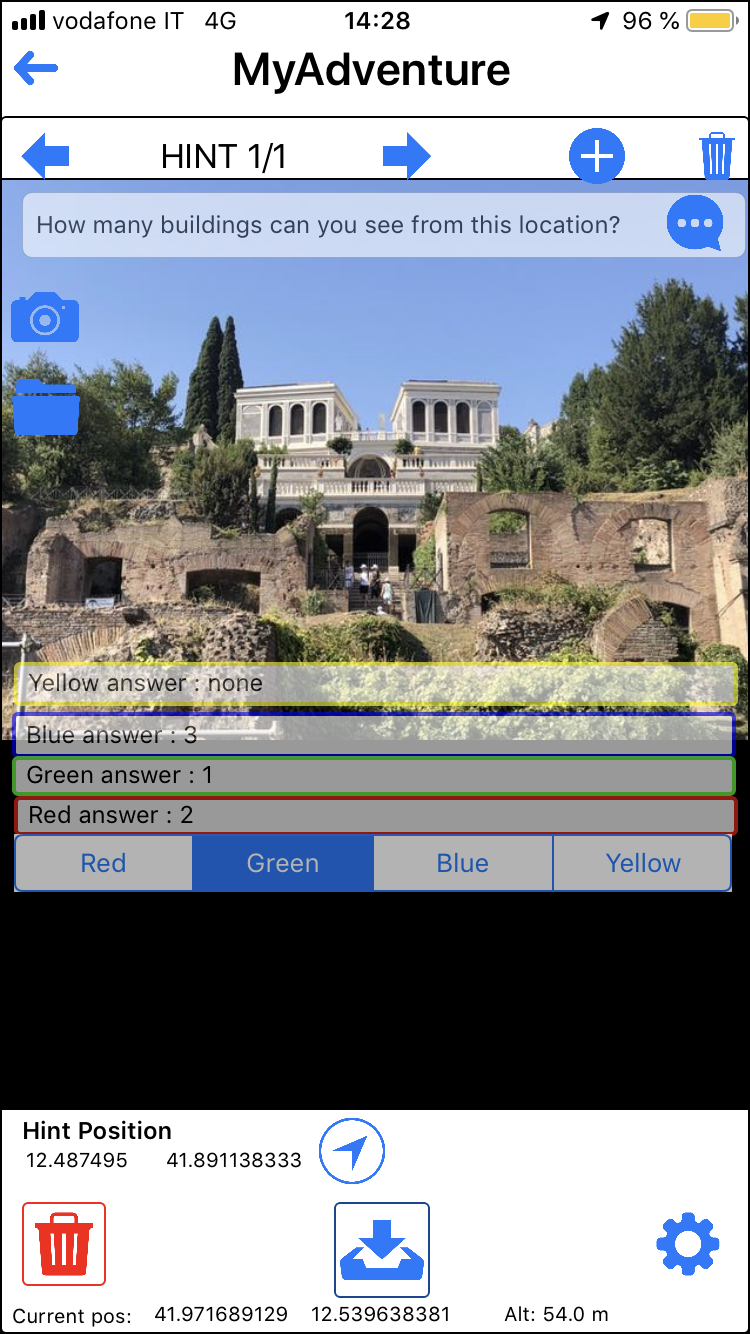 vodafone IT 4G 14:28 96 %
MyAdventure
HINT 1/1
How many buildings can you see from this location?
Yellow answer : none
Blue answer : 3
Green answer : 1
Red answer : 2
Red Green Blue Yellow
Hint Position
12.487495 41.891138333
Current pos: 41.971689129 12.539638381 Alt: 54.0 m